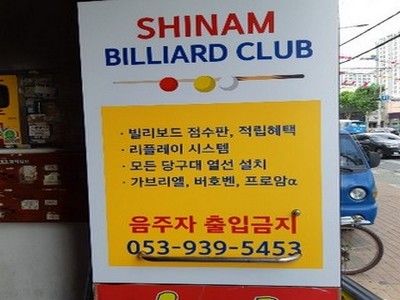 SHINAM
BILLIARD CLUB
· 빌리보드 점수판, 적립혜택
· 리플레이 시스템
· 모든 당구대 열선 설치
· 가브리엘, 버호벤, 프로암α
음주자 출입금지
053-939-5453